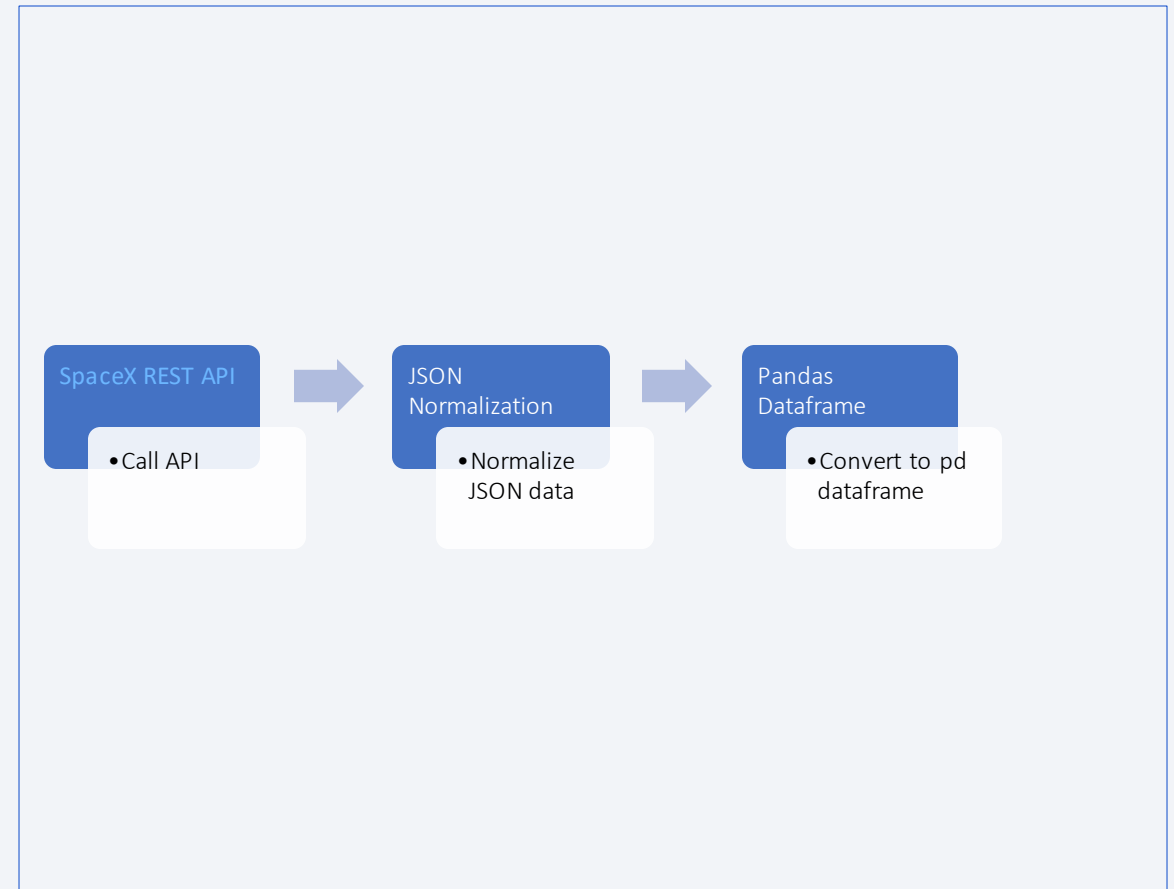 SpaceX REST API
•Call API
JSON
Normalization
•Normalize
JSON data
Pandas
Dataframe
•Convert to pd
dataframe